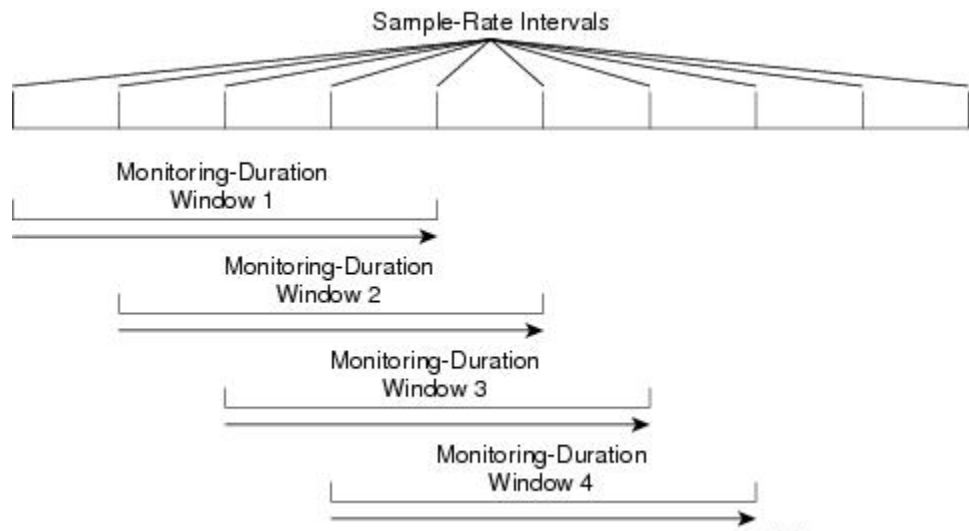 Sample-Rate Intervals
Monitoring-Duration
Window 1
Monitoring-Duration
Window 2
Monitoring-Duration
Window 3
Monitoring-Duration
Window 4